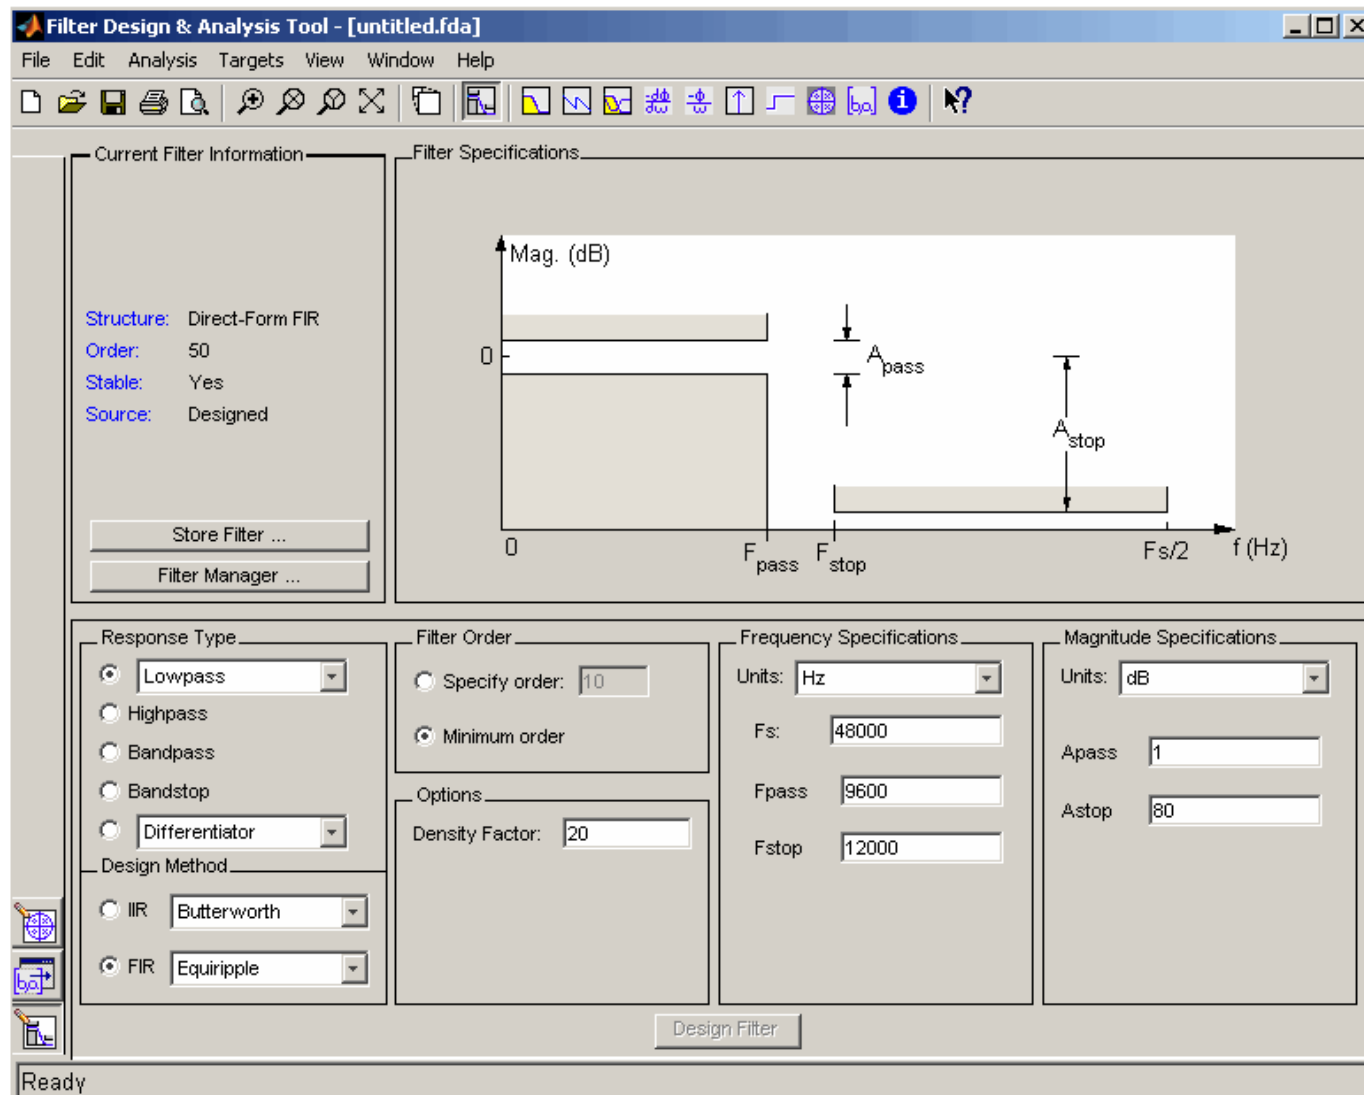 Filter Design & Analysis Tool - [untitled.fda]
File Edit Analysis Targets View Window Help
Current Filter Information
Structure: Direct-Form FIR
Order: 50
Stable: Yes
Source: Designed
Store Filter ...
Filter Manager ...
Filter Specifications
Mag. (dB)
0
Apass
Astop
0
Fpass
Fstop
Fs/2
f (Hz)
Response Type
Lowpass
Highpass
Bandpass
Bandstop
Differentiator
Design Method
IIR Butterworth
FIR Equiripple
Filter Order
Specify order: 10
Minimum order
Options
Density Factor: 20
Frequency Specifications
Units: Hz
Fs: 48000
Fpass 9600
Fstop 12000
Magnitude Specifications
Units: dB
Apass 1
Astop 80
Design Filter
Ready